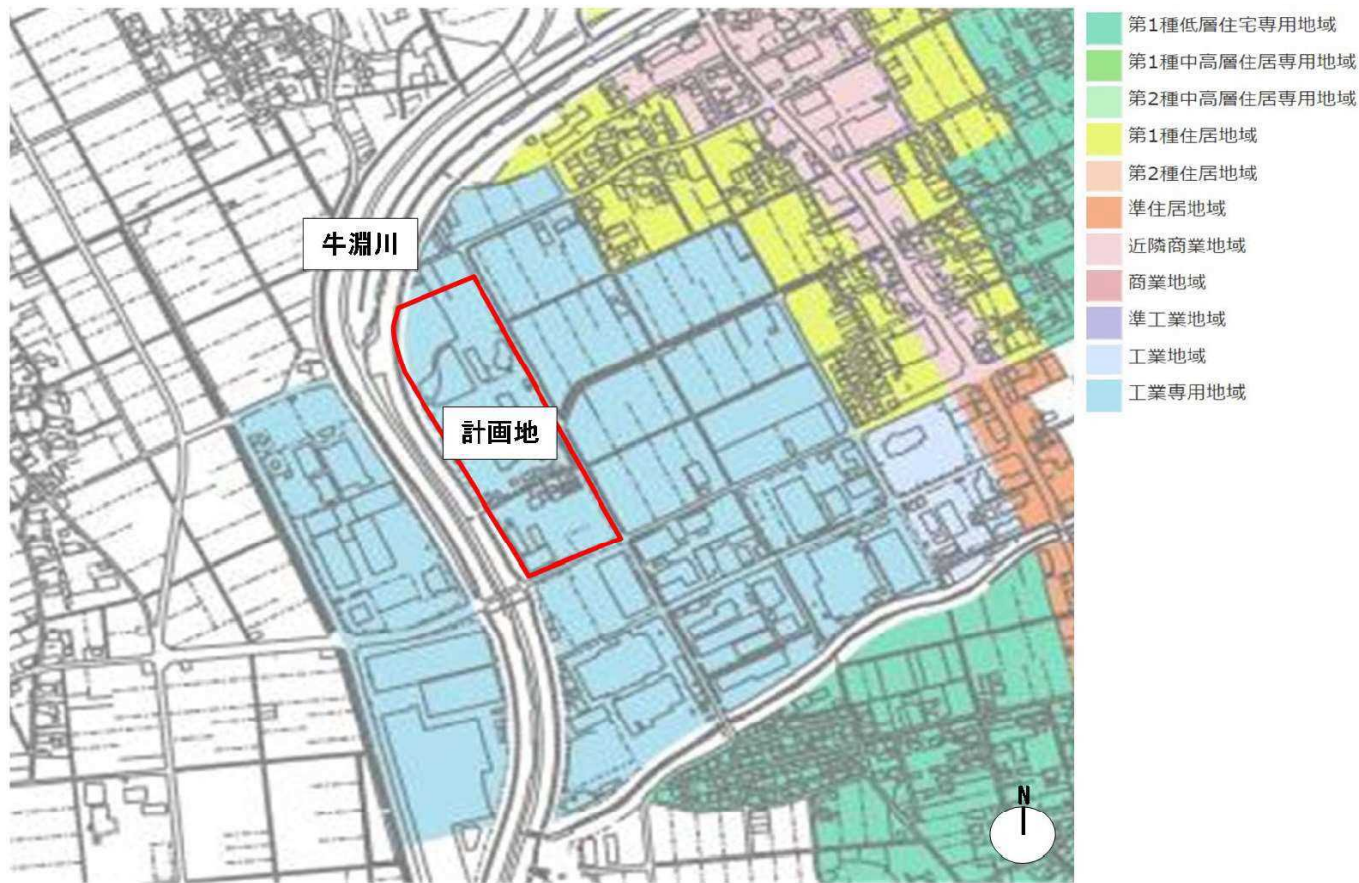 牛淵川
計画地
N
第1種低層住宅専用地域
第1種中高層住居専用地域
第2種中高層住居専用地域
第1種住居地域
第2種住居地域
準住居地域
近隣商業地域
商業地域
準工業地域
工業地域
工業専用地域